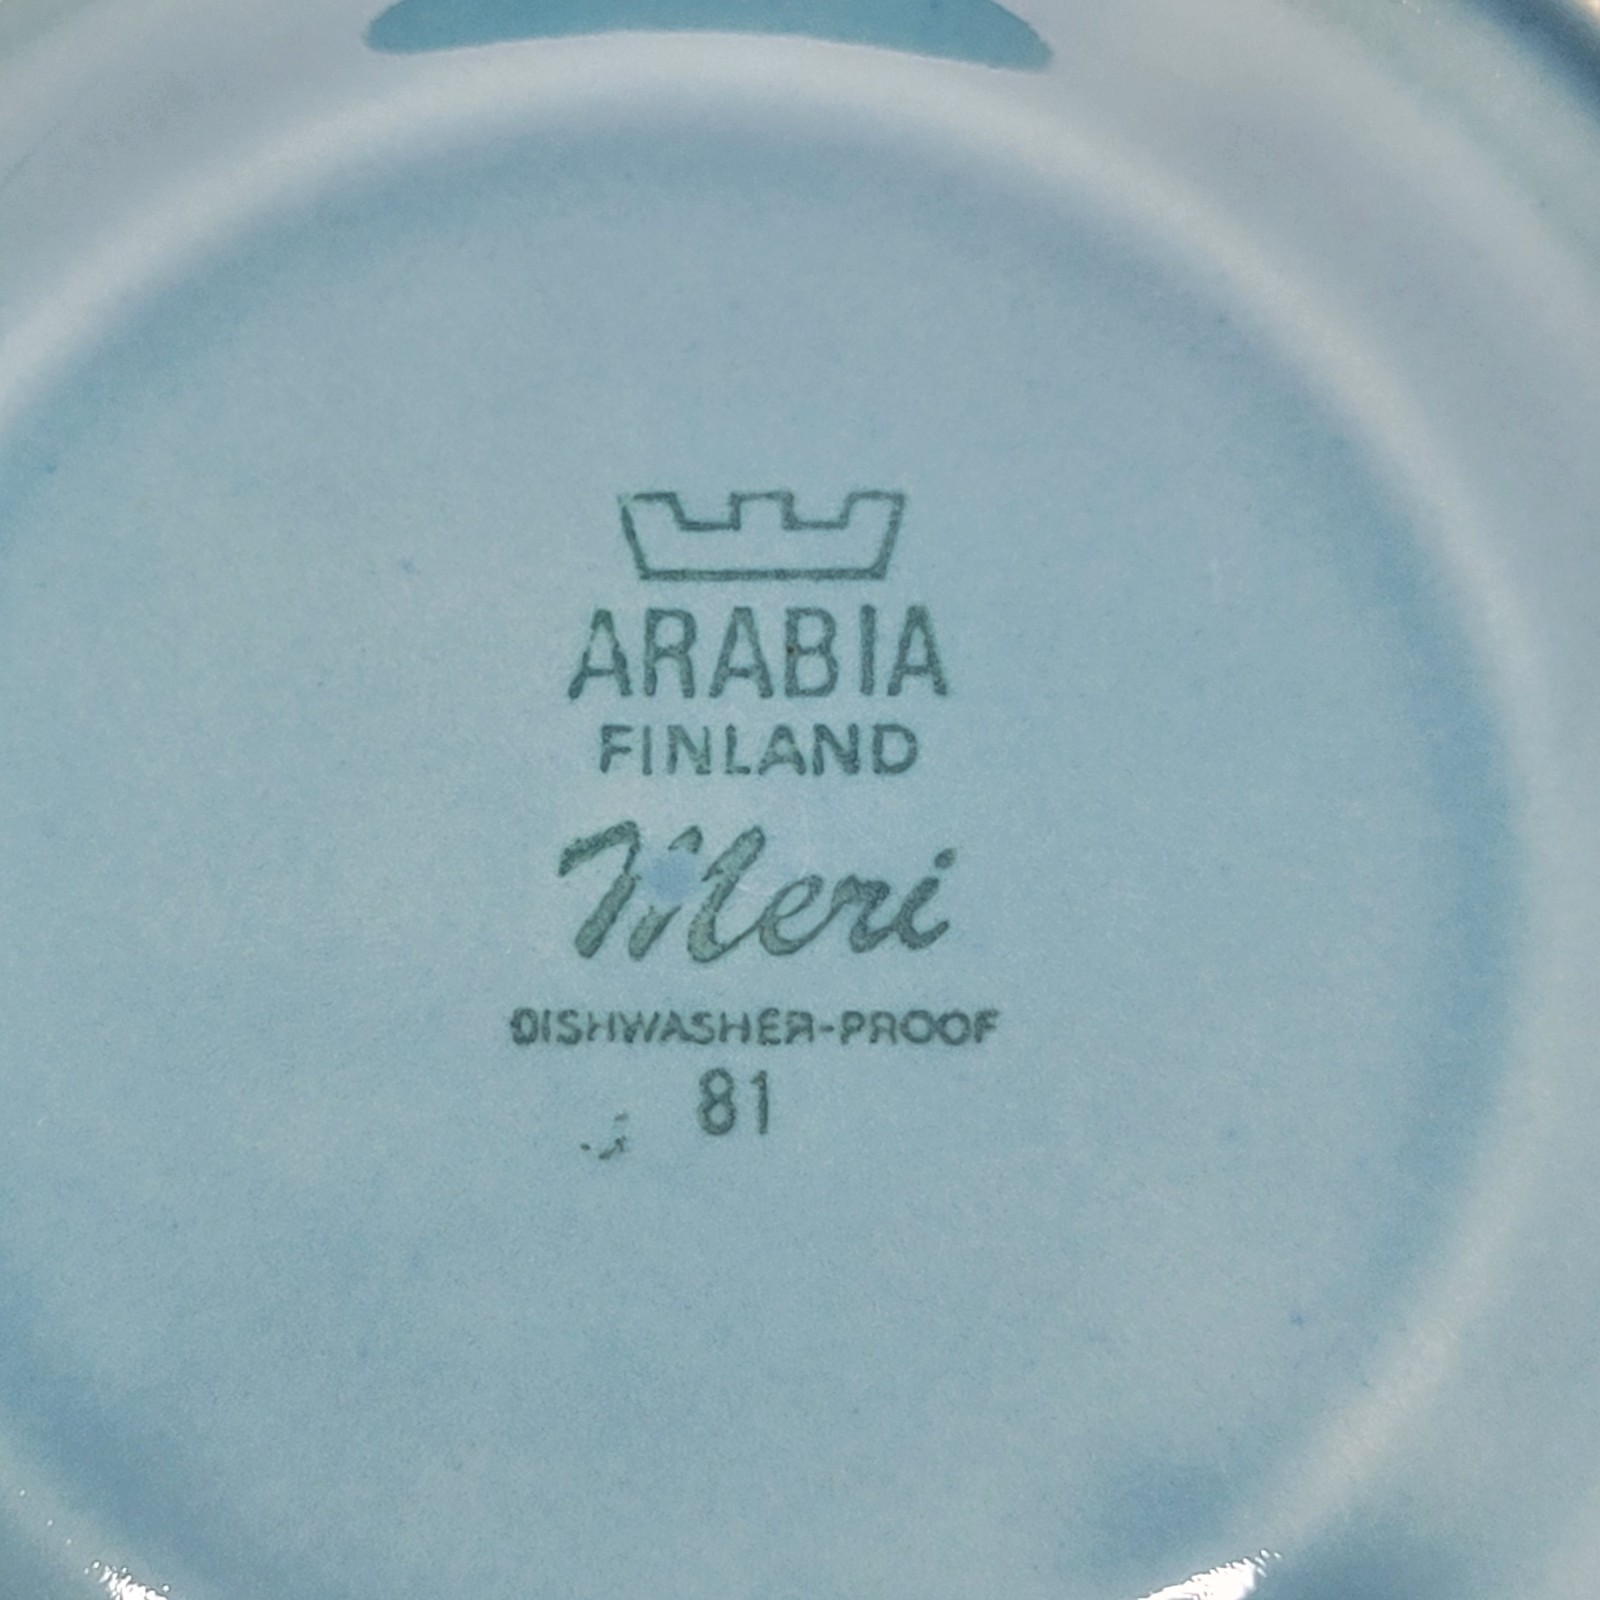 ARABIA
FINLAND
Meri
DISHWASHER-PROOF
81